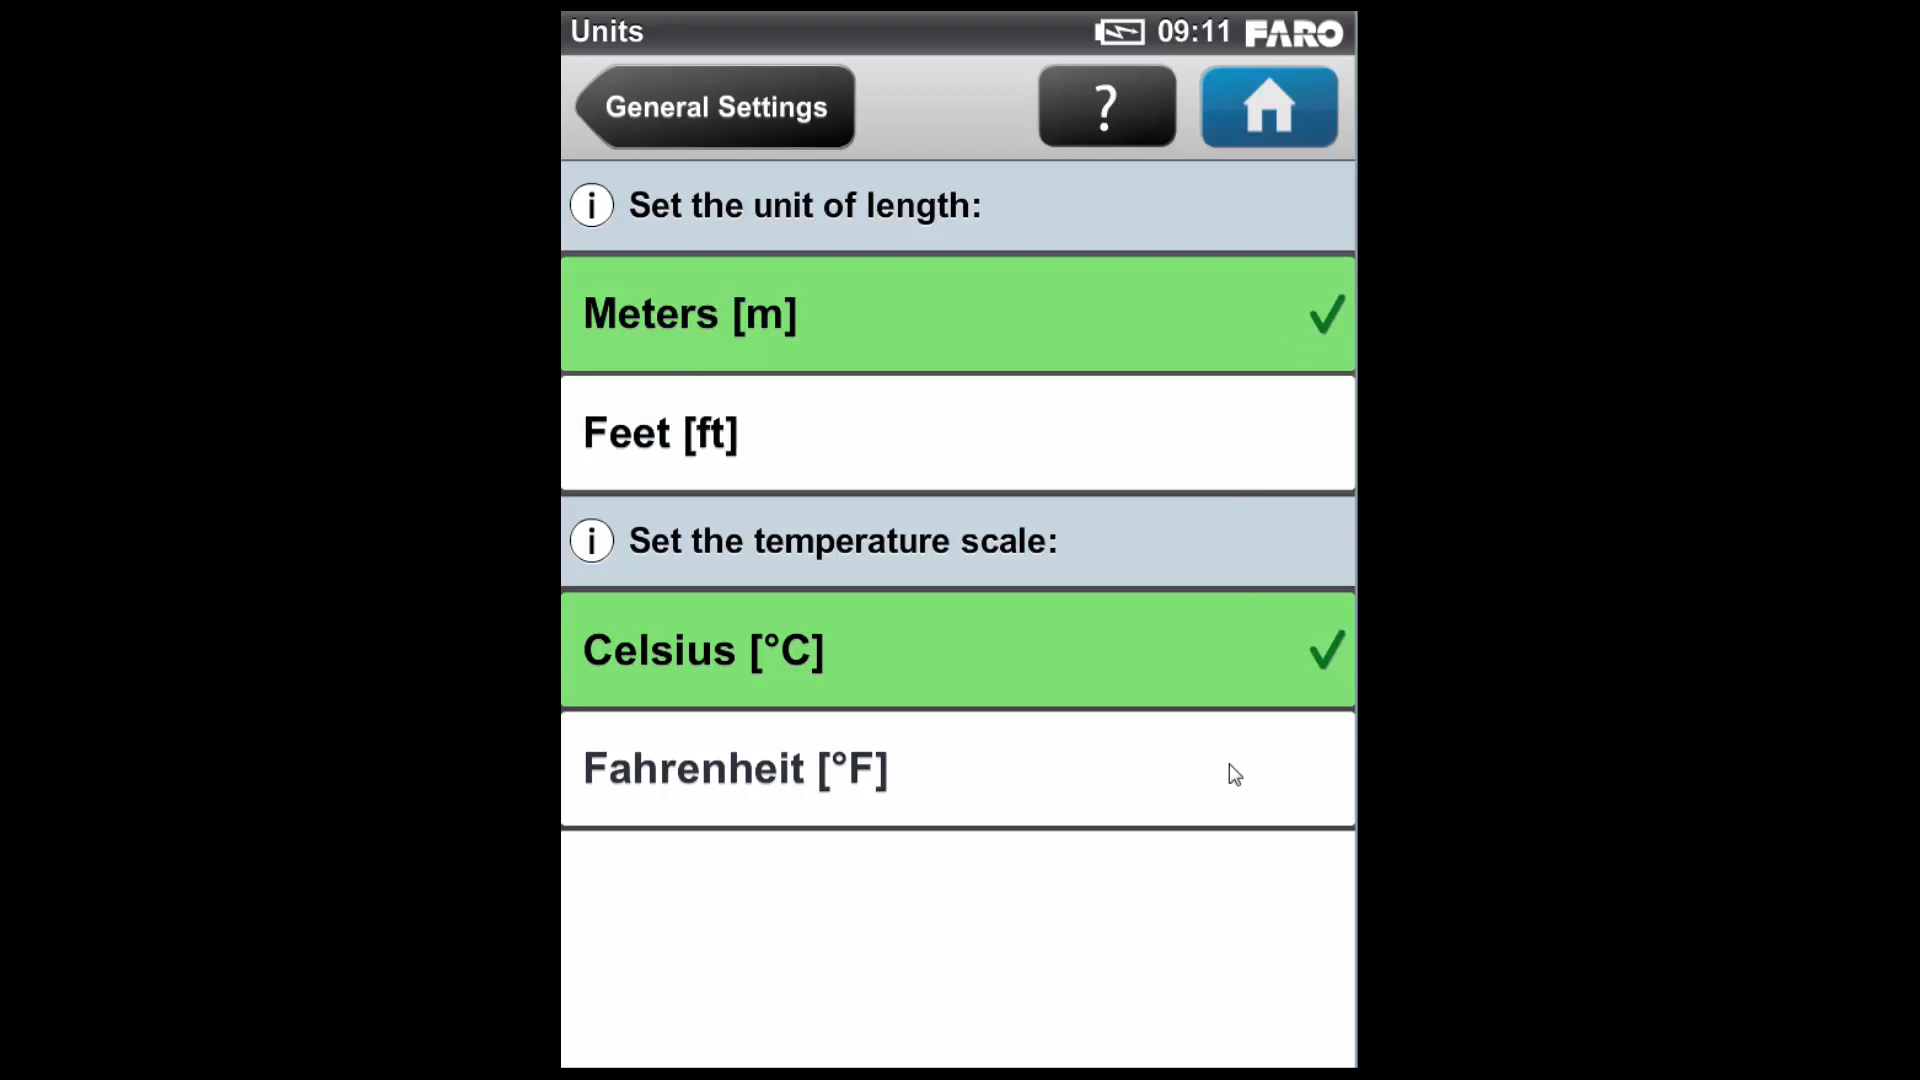 Units
09:11 FARO
General Settings
?
i Set the unit of length:
Meters [m]
Feet [ft]
i Set the temperature scale:
Celsius [°C]
Fahrenheit [°F]